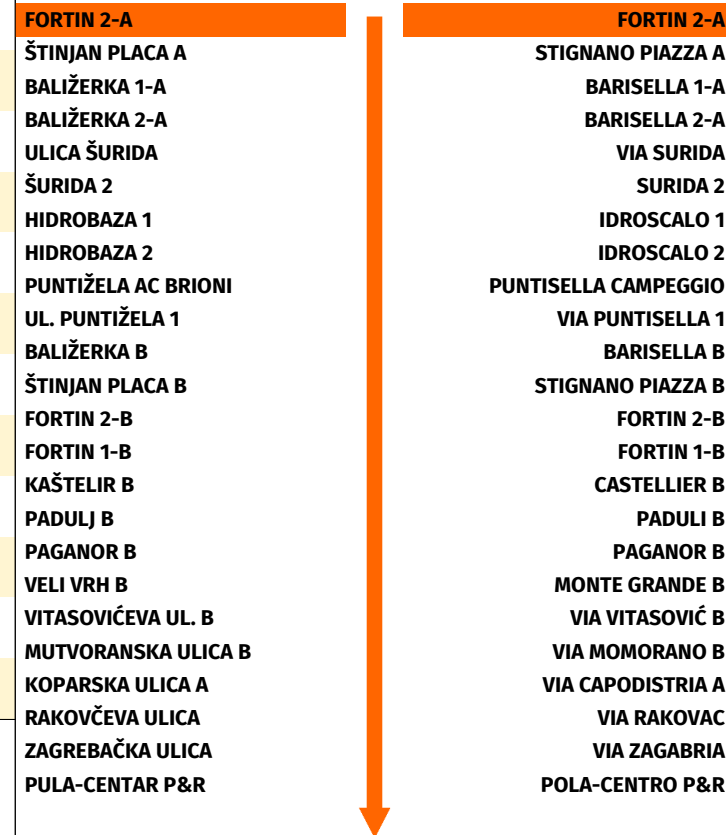 FORTIN 2-A FORTIN 2-A
ŠTINJAN PLACA A STIGNANO PIAZZA A
BALIŽERKA 1-A BARISELLA 1-A
BALIŽERKA 2-A BARISELLA 2-A
ULICA ŠURIDA VIA SURIDA
ŠURIDA 2 SURIDA 2
HIDROBAZA 1 IDROSCALO 1
HIDROBAZA 2 IDROSCALO 2
PUNTIŽELA AC BRIONI PUNTISELLA CAMPEGGIO
UL. PUNTIŽELA 1 VIA PUNTISELLA 1
BALIŽERKA B BARISELLA B
ŠTINJAN PLACA B STIGNANO PIAZZA B
FORTIN 2-B FORTIN 2-B
FORTIN 1-B FORTIN 1-B
KAŠTELIR B CASTELLIER B
PADULJ B PADULI B
PAGANOR B PAGANOR B
VELI VRH B MONTE GRANDE B
VITASOVIĆEVA UL. B VIA VITASOVIĆ B
MUTVORANSKA ULICA B VIA MOMORANO B
KOPARSKA ULICA A VIA CAPODISTRIA A
RAKOVČEVA ULICA VIA RAKOVAC
ZAGREBAČKA ULICA VIA ZAGABRIA
PULA-CENTAR P&R POLA-CENTRO P&R